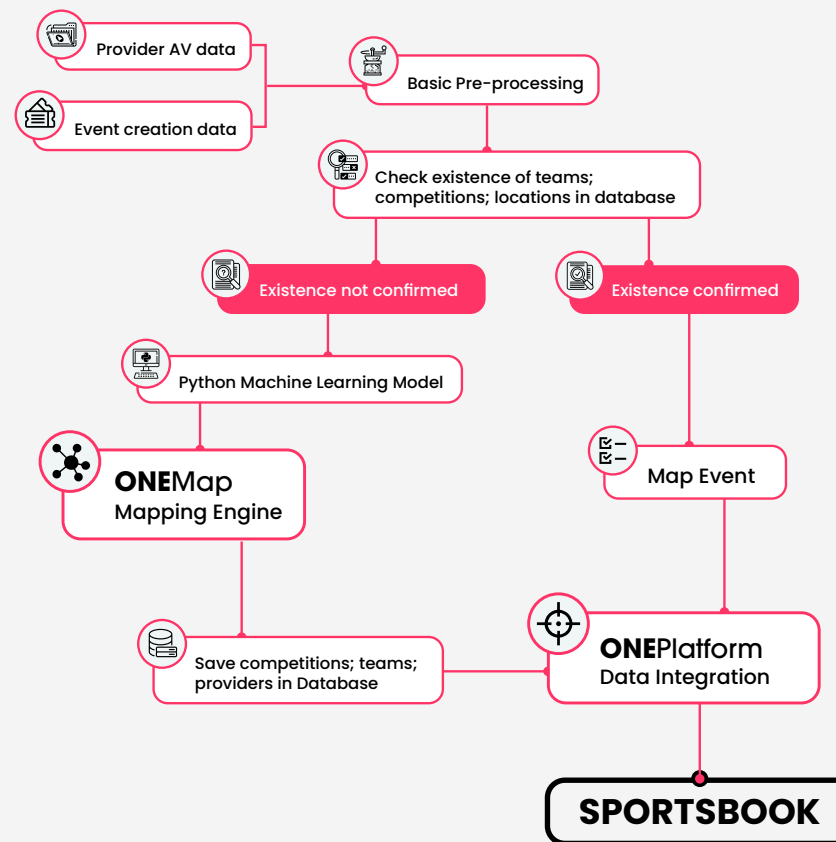 Provider AV data
Event creation data
Basic Pre-processing
Check existence of teams;
competitions; locations in database
Existence not confirmed
Existence confirmed
Python Machine Learning Model
ONEMap
Mapping Engine
Map Event
Save competitions; teams;
providers in Database
ONEPlatform
Data Integration
SPORTSBOOK